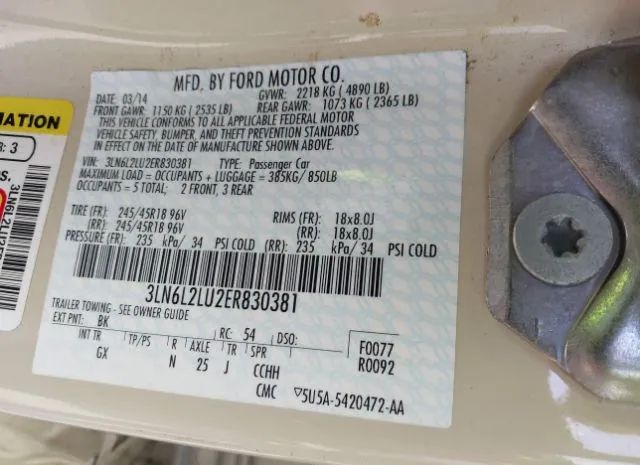 MFD. BY FORD MOTOR CO.
DATE: 03/14 GVWR: 2218 KG ( 4890 LB)
FRONT GAWR: 1150 KG ( 2535 LB) REAR GAWR: 1073 KG ( 2365 LB)
THIS VEHICLE CONFORMS TO ALL APPLICABLE FEDERAL MOTOR
VEHICLE SAFETY, BUMPER, AND THEFT PREVENTION STANDARDS
IN EFFECT ON THE DATE OF MANUFACTURE SHOWN ABOVE.
VIN: 3LN6L2LU2ER830381 TYPE: Passenger Car
MAXIMUM LOAD = OCCUPANTS + LUGGAGE = 385KG/ 850LB
OCCUPANTS = 5 TOTAL; 2 FRONT, 3 REAR
TIRE (FR): 245/45R18 96V RIMS (FR): 18x8.0J
(RR): 245/45R18 96V (RR): 18x8.0J
PRESSURE (FR): 235 kPa/ 34 PSI COLD (RR): 235 kPa/ 34 PSI COLD
3LN6L2LU2ER830381
TRAILER TOWING - SEE OWNER GUIDE
EXT PNT: BK RC: 54 DSO: F0077
INT TR TP/PS R AXLE TR SPR R0092
GX N 25 J CCHH
CMC ▽5U5A-5420472-AA
MATION
: 3
s.